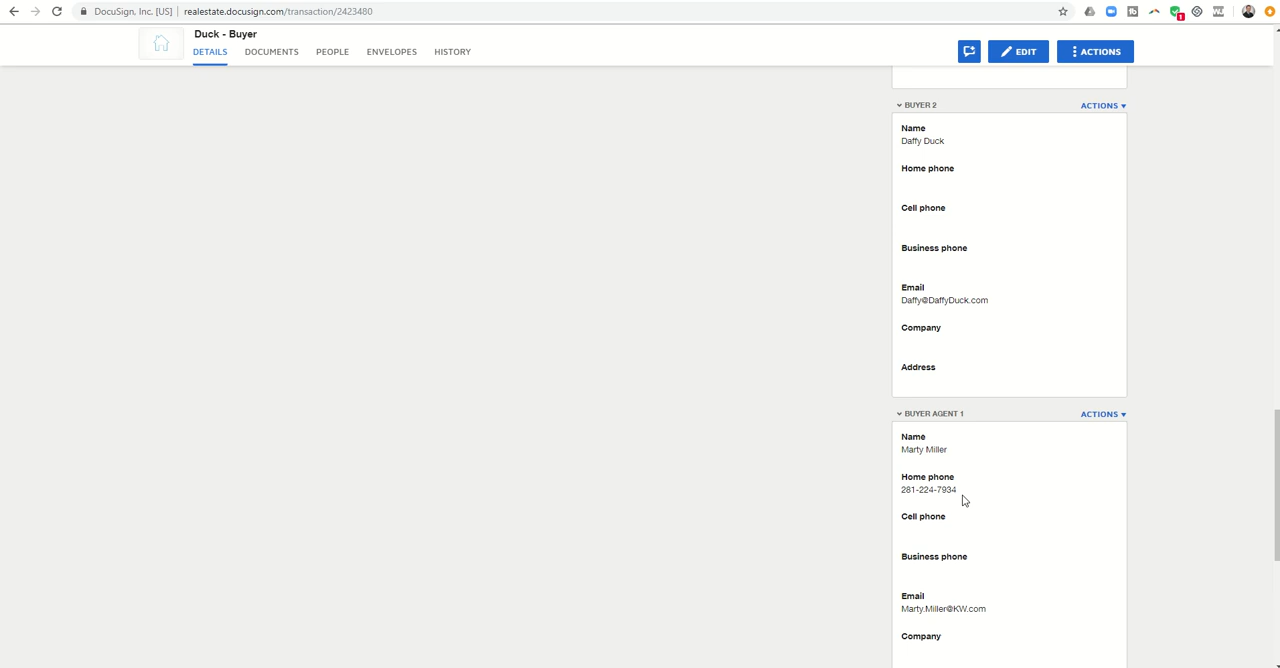 DocuSign, Inc. [US] | realestate.docusign.com/transaction/2423480
1
Duck - Buyer
DETAILS DOCUMENTS PEOPLE ENVELOPES HISTORY
EDIT
ACTIONS
BUYER 2 ACTIONS
Name
Daffy Duck
Home phone
Cell phone
Business phone
Email
Daffy@DaffyDuck.com
Company
Address
BUYER AGENT 1 ACTIONS
Name
Marty Miller
Home phone
281-224-7934
Cell phone
Business phone
Email
Marty.Miller@KW.com
Company